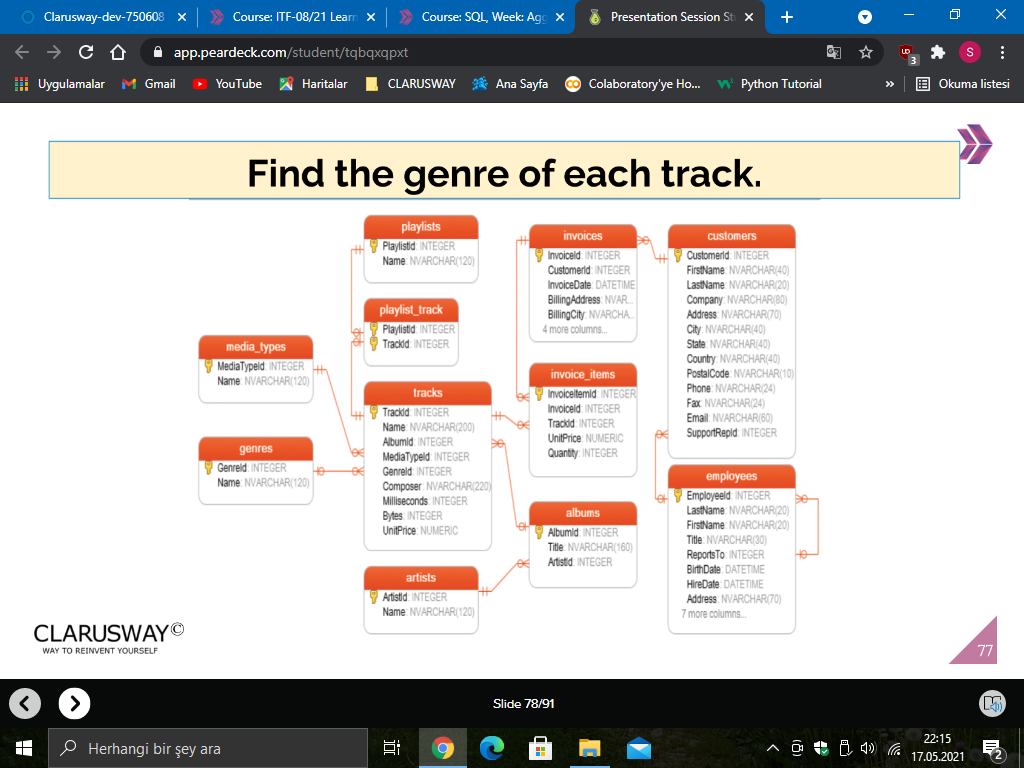 Clarusway-dev-750608
Course: ITF-08/21 Learn
Course: SQL, Week: Agg
Presentation Session St
app.peardeck.com/student/tqbqxqpxt
UD
3
S
Uygulamalar
Gmail
YouTube
Haritalar
CLARUSWAY
Ana Sayfa
Colaboratory'ye Ho...
Python Tutorial
»
Okuma listesi
Find the genre of each track.
playlists
PlaylistId: INTEGER
Name: NVARCHAR(120)
playlist_track
PlaylistId: INTEGER
TrackId: INTEGER
media_types
MediaTypeId: INTEGER
Name: NVARCHAR(120)
genres
GenreId: INTEGER
Name: NVARCHAR(120)
tracks
TrackId: INTEGER
Name: NVARCHAR(200)
AlbumId: INTEGER
MediaTypeId: INTEGER
GenreId: INTEGER
Composer: NVARCHAR(220)
Milliseconds: INTEGER
Bytes: INTEGER
UnitPrice: NUMERIC
artists
ArtistId: INTEGER
Name: NVARCHAR(120)
invoices
InvoiceId: INTEGER
CustomerId: INTEGER
InvoiceDate: DATETIME
BillingAddress: NVAR...
BillingCity: NVARCHA...
4 more columns...
invoice_items
InvoiceItemId: INTEGER
InvoiceId: INTEGER
TrackId: INTEGER
UnitPrice: NUMERIC
Quantity: INTEGER
albums
AlbumId: INTEGER
Title: NVARCHAR(160)
ArtistId: INTEGER
customers
CustomerId: INTEGER
FirstName: NVARCHAR(40)
LastName: NVARCHAR(20)
Company: NVARCHAR(80)
Address: NVARCHAR(70)
City: NVARCHAR(40)
State: NVARCHAR(40)
Country: NVARCHAR(40)
PostalCode: NVARCHAR(10)
Phone: NVARCHAR(24)
Fax: NVARCHAR(24)
Email: NVARCHAR(60)
SupportRepId: INTEGER
employees
EmployeeId: INTEGER
LastName: NVARCHAR(20)
FirstName: NVARCHAR(20)
Title: NVARCHAR(30)
ReportsTo: INTEGER
BirthDate: DATETIME
HireDate: DATETIME
Address: NVARCHAR(70)
7 more columns...
CLARUSWAY©
WAY TO REINVENT YOURSELF
77
Slide 78/91
Herhangi bir şey ara
22:15
17.05.2021
2